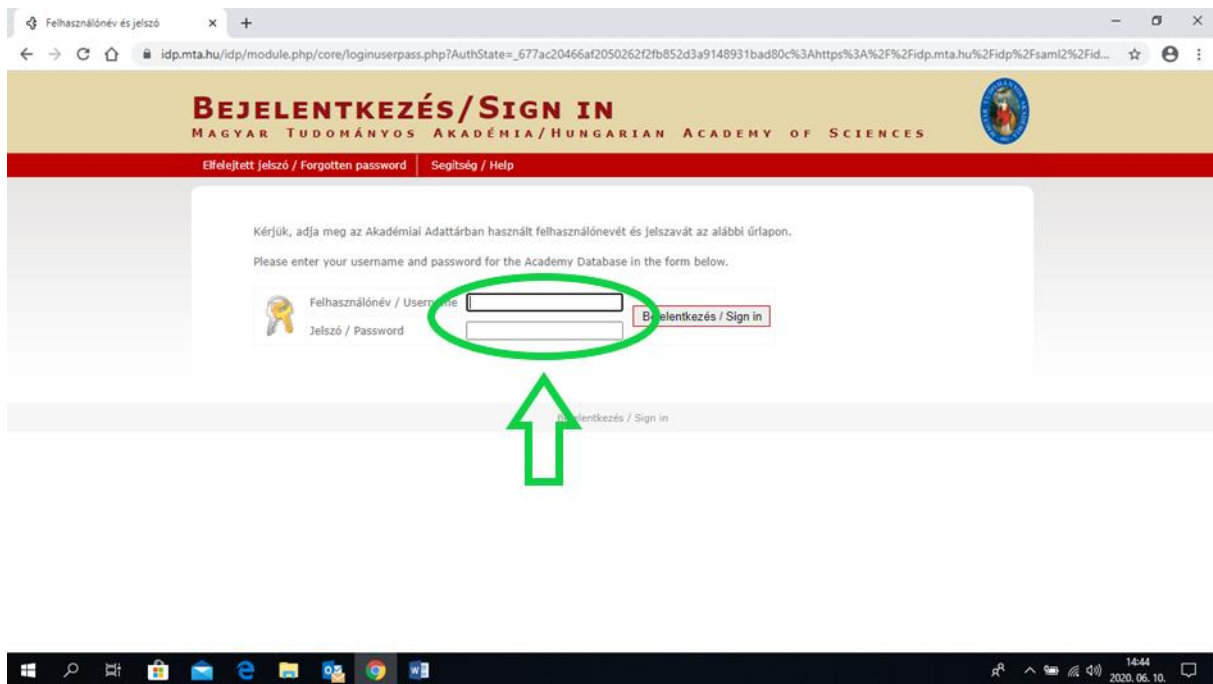 Felhasználónév és jelszó
idp.mta.hu/idp/module.php/core/loginuserpass.php?AuthState=_677ac20466af2050262f2fb852d3a9148931bad80c%3Ahttps%3A%2F%2Fidp.mta.hu%2Fidp%2Fsaml2%2Fid...
BEJELENTKEZÉS/SIGN IN
MAGYAR TUDOMÁNYOS AKADÉMIA/HUNGARIAN ACADEMY OF SCIENCES
Elfelejtett jelszó / Forgotten password Segítség / Help
Kérjük, adja meg az Akadémiai Adattárban használt felhasználónevét és jelszavát az alábbi űrlapon.
Please enter your username and password for the Academy Database in the form below.
Felhasználónév / Username
Bejelentkezés / Sign in
Jelszó / Password
Bejelentkezés / Sign in
14:44
2020. 06. 10.